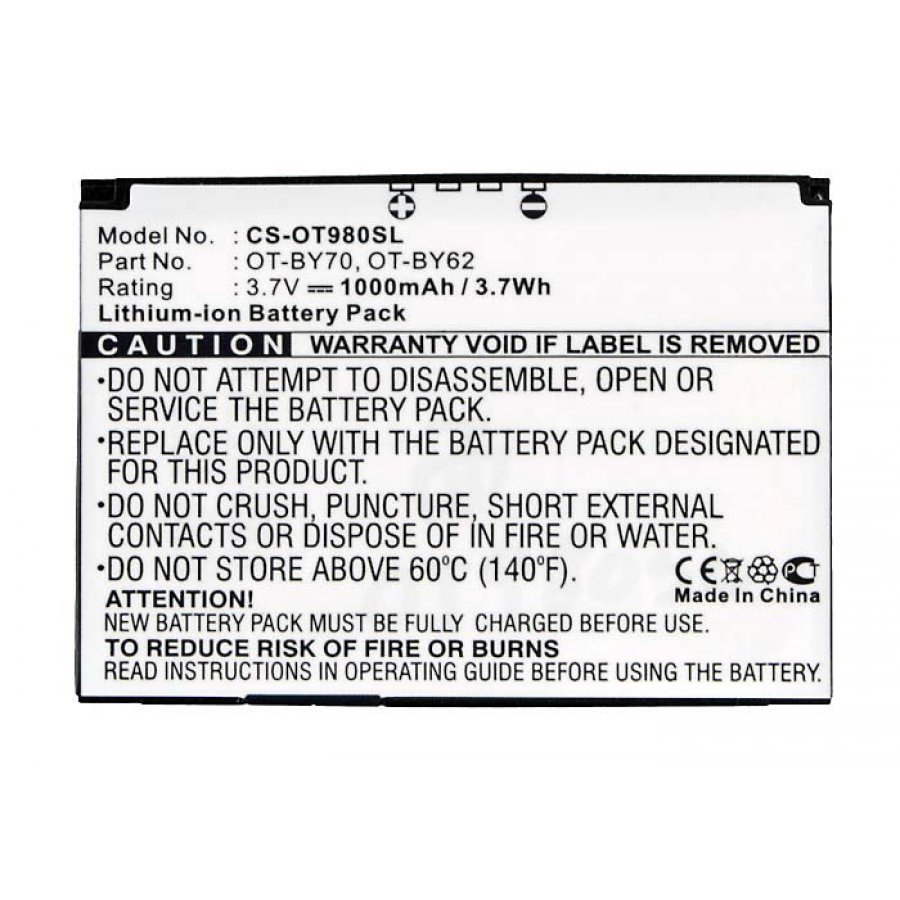 Model No. : CS-OT980SL
Part No. : OT-BY70, OT-BY62
Rating : 3.7V ⎓ 1000mAh / 3.7Wh
Lithium-ion Battery Pack
CAUTION WARRANTY VOID IF LABEL IS REMOVED
•DO NOT ATTEMPT TO DISASSEMBLE, OPEN OR
SERVICE THE BATTERY PACK.
•REPLACE ONLY WITH THE BATTERY PACK DESIGNATED
FOR THIS PRODUCT.
•DO NOT CRUSH, PUNCTURE, SHORT EXTERNAL
CONTACTS OR DISPOSE OF IN FIRE OR WATER.
•DO NOT STORE ABOVE 60°C (140°F).
CE PCT
Made In China
ATTENTION!
NEW BATTERY PACK MUST BE FULLY CHARGED BEFORE USE.
TO REDUCE RISK OF FIRE OR BURNS
READ INSTRUCTIONS IN OPERATING GUIDE BEFORE USING THE BATTERY.